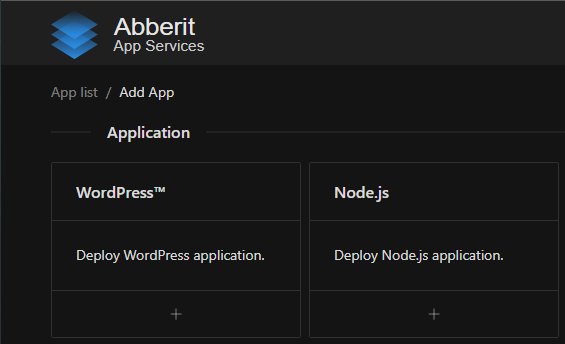 Abberit
App Services
App list / Add App
Application
WordPress™
Node.js
Deploy WordPress application.
Deploy Node.js application.
+
+